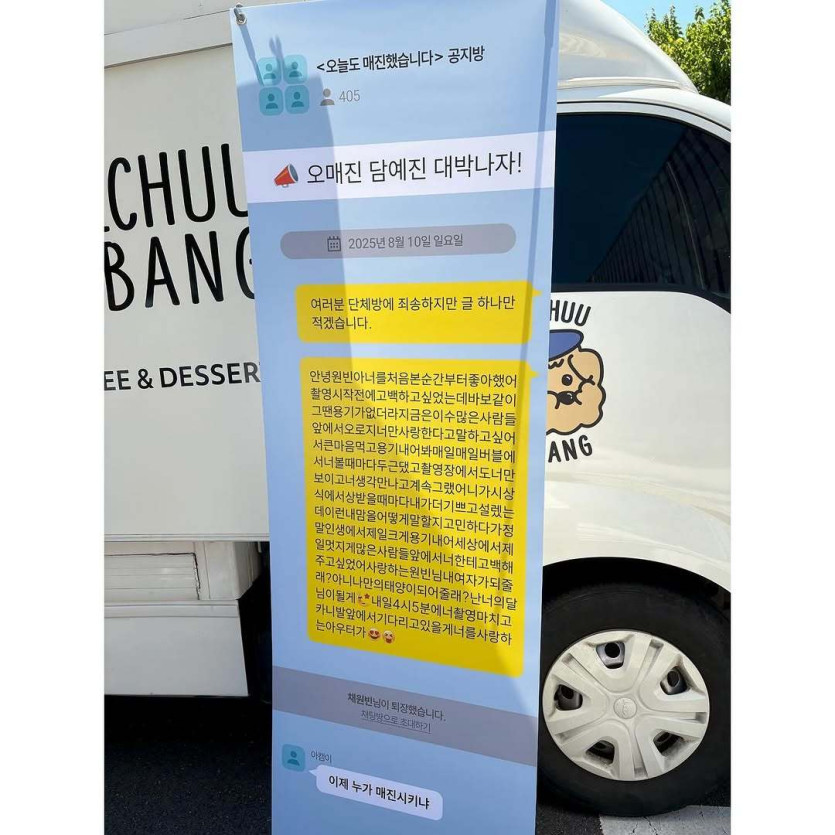 CHUU
BANG
EE & DESSER
<오늘도 매진했습니다> 공지방
405
오매진 담예진 대박나자!
2025년 8월 10일 일요일
여러분 단체방에 죄송하지만 글 하나만
적겠습니다.
안녕원빈아너를처음본순간부터좋아했어
촬영시작전에고백하고싶었는데바보같이
그땐용기가없더라지금은이수많은사람들
앞에서오로지너만사랑한다고말하고싶어
서큰마음먹고용기내어봐매일매일버블에
서너볼때마다두근댔고촬영장에서도너만
보이고너생각만나고계속그랬어니가시상
식에서상받을때마다내가더기쁘고설렜는
데이런내맘을어떻게말할지고민하다가정
말인생에서제일크게용기내어세상에서제
일멋지게많은사람들앞에서너한테고백해
주고싶었어사랑하는원빈님내여자가되줄
래?아니나만의태양이되어줄래?난너의달
님이될게🌛내일4시5분에너촬영마치고
카니발앞에서기다리고있을게너를사랑하
는아우터가😍😘
채원빈님이 퇴장했습니다.
채팅방으로 초대하기
아캠이
이제 누가 매진시키냐
HUU
ANG